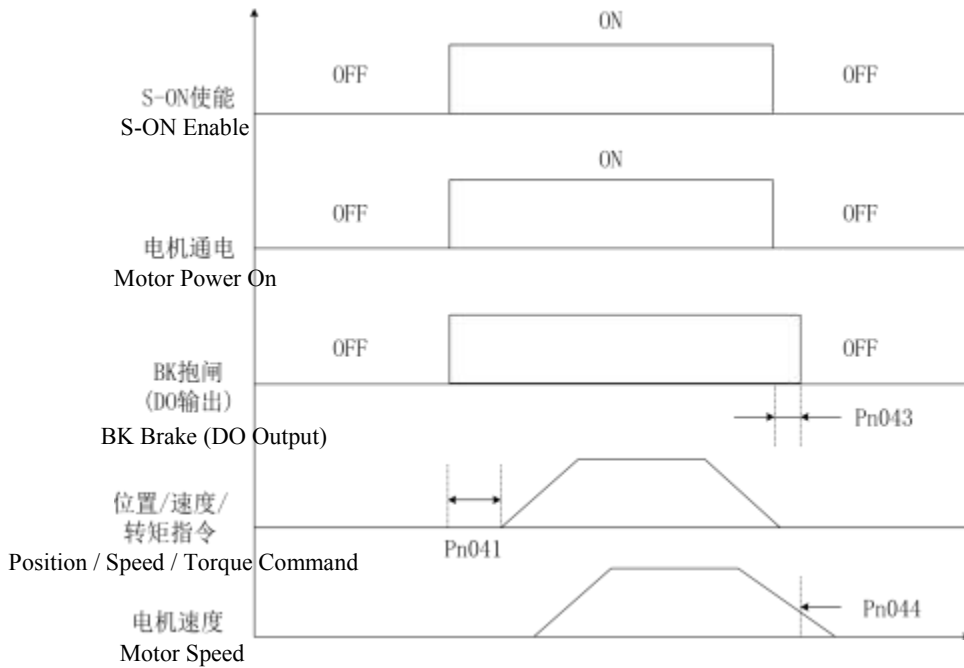 ON
OFF
OFF
S-ON使能
S-ON Enable
ON
OFF
OFF
电机通电
Motor Power On
OFF
OFF
BK抱闸
(DO输出)
Pn043
BK Brake (DO Output)
位置/速度/
转矩指令
Pn041
Position / Speed / Torque Command
Pn044
电机速度
Motor Speed